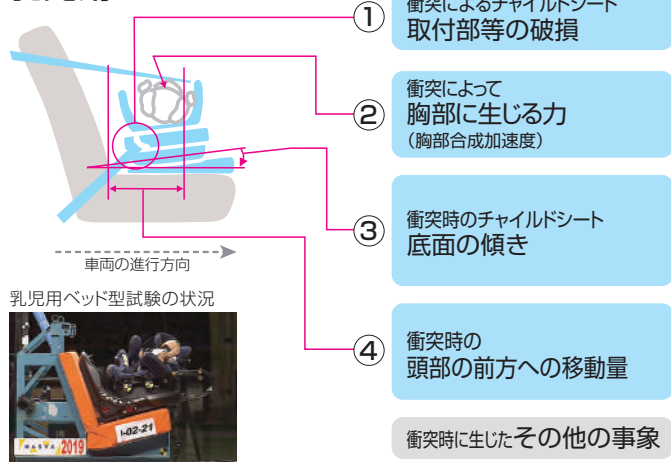 ①
衝突によるチャイルドシート
取付部等の破損
②
衝突によって
胸部に生じる力
(胸部合成加速度)
③
衝突時のチャイルドシート
底面の傾き
車両の進行方向
乳児用ベッド型試験の状況
④
衝突時の
頭部の前方への移動量
衝突時に生じたその他の事象
I-02-21
NASVA 2019